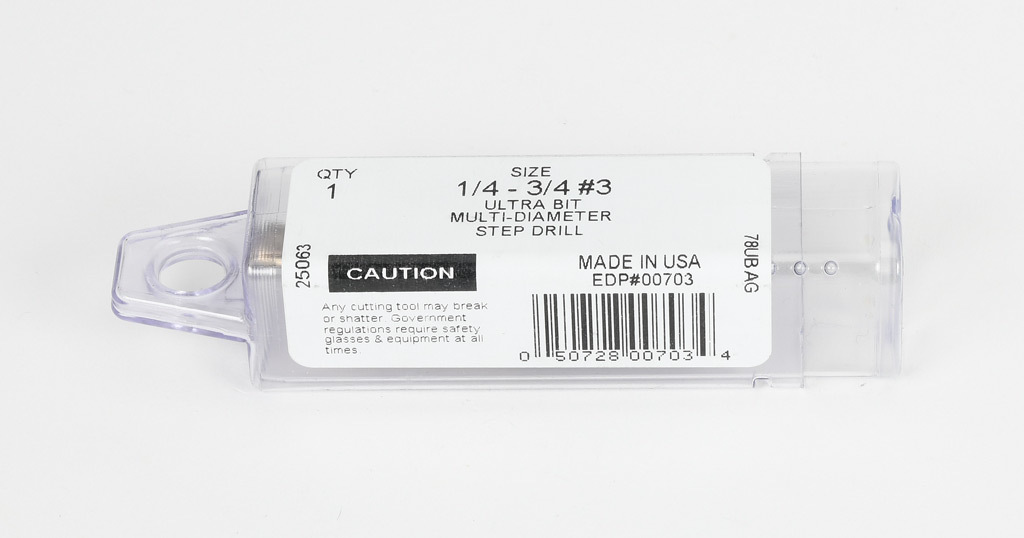 QTY
1
SIZE
1/4 - 3/4 #3
ULTRA BIT
MULTI-DIAMETER
STEP DRILL
25063
CAUTION
Any cutting tool may break
or shatter. Government
regulations require safety
glasses & equipment at all
times.
MADE IN USA
EDP#00703
0 50728 00703 4
78UBAG